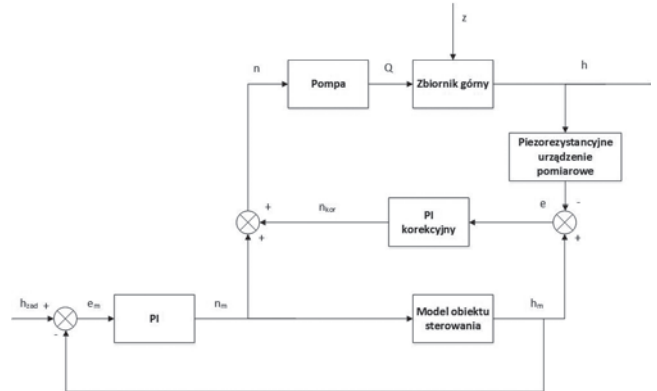 z
n
Pompa
Q
Zbiornik górny
h
Piezorezystancyjne
urządzenie
pomiarowe
+
+
n_kor
PI
korekcyjny
e
-
+
h_zad
+
-
e_m
PI
n_m
Model obiektu
sterowania
h_m